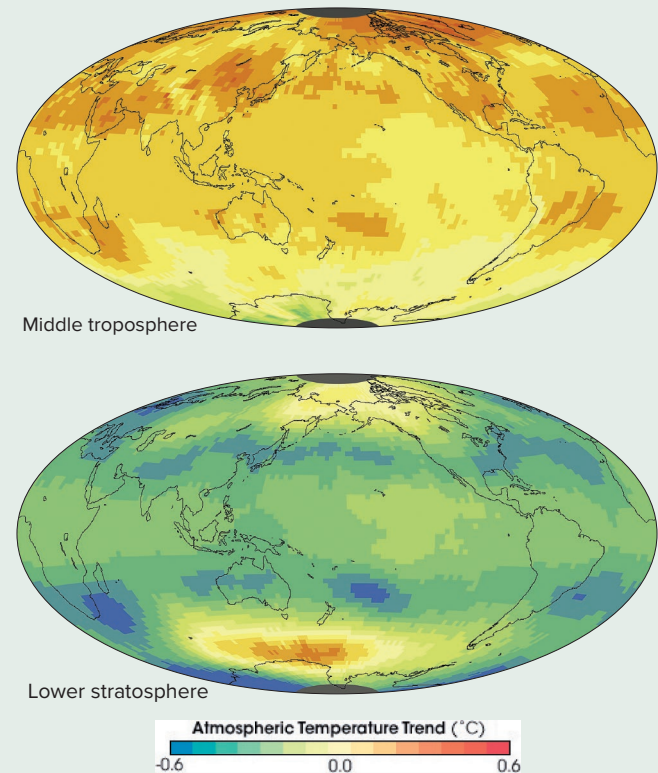 Middle troposphere
Lower stratosphere
Atmospheric Temperature Trend (°C)
-0.6 0.0 0.6